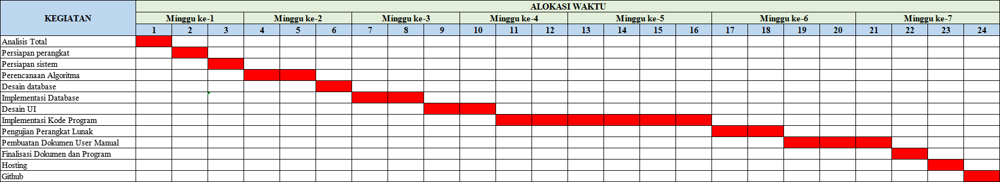 KEGIATAN
ALOKASI WAKTU
Minggu ke-1 Minggu ke-2 Minggu ke-3 Minggu ke-4 Minggu ke-5 Minggu ke-6 Minggu ke-7
1 2 3 4 5 6 7 8 9 10 11 12 13 14 15 16 17 18 19 20 21 22 23 24
Analisis Total
Persiapan perangkat
Persiapan sistem
Perencanaan Algoritma
Desain database
Implementasi Database
Desain UI
Implementasi Kode Program
Pengujian Perangkat Lunak
Pembuatan Dokumen User Manual
Finalisasi Dokumen dan Program
Hosting
Github